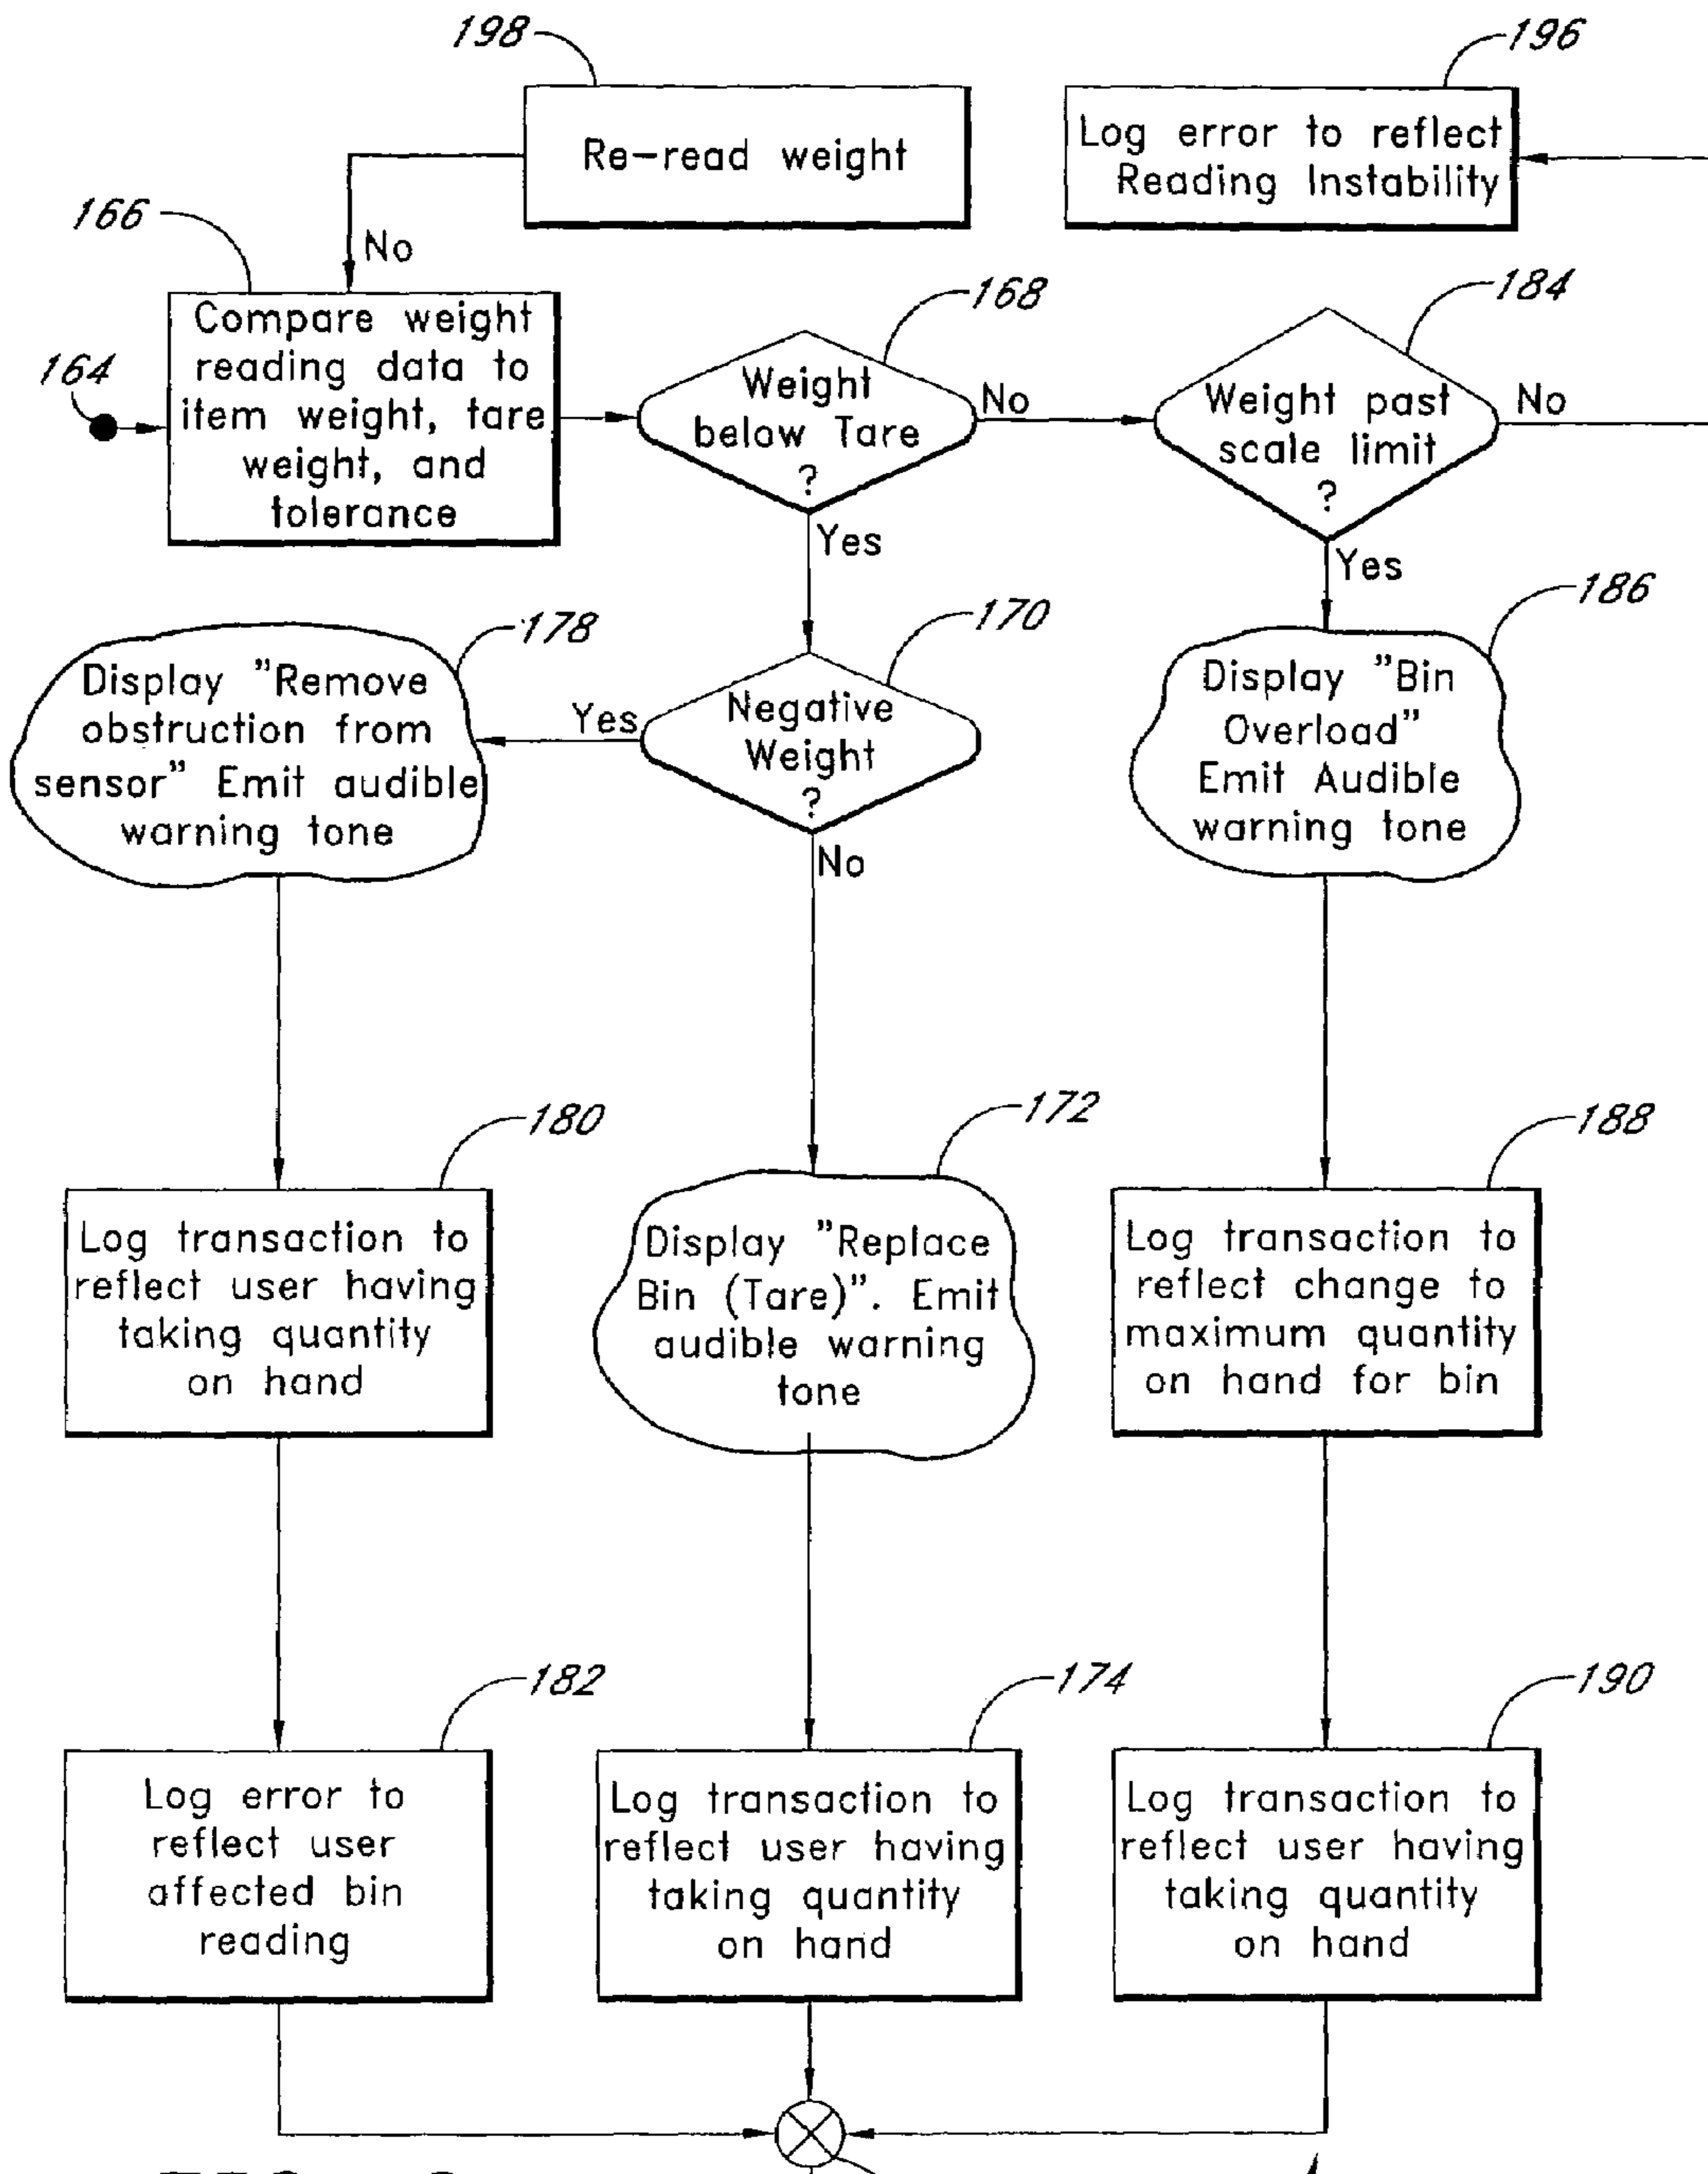 198
196
Re-read weight
Log error to reflect
Reading Instability
166
No
Compare weight
reading data to
item weight, tare
weight, and
tolerance
164
168
Weight
below Tare
?
No
Yes
184
Weight past
scale limit
?
No
Yes
178
Display "Remove
obstruction from
sensor" Emit audible
warning tone
170
Negative
Weight
?
Yes
No
186
Display "Bin
Overload"
Emit Audible
warning tone
180
Log transaction to
reflect user having
taking quantity
on hand
172
Display "Replace
Bin (Tare)". Emit
audible warning
tone
188
Log transaction to
reflect change to
maximum quantity
on hand for bin
182
Log error to
reflect user
affected bin
reading
174
Log transaction to
reflect user having
taking quantity
on hand
190
Log transaction to
reflect user having
taking quantity
on hand